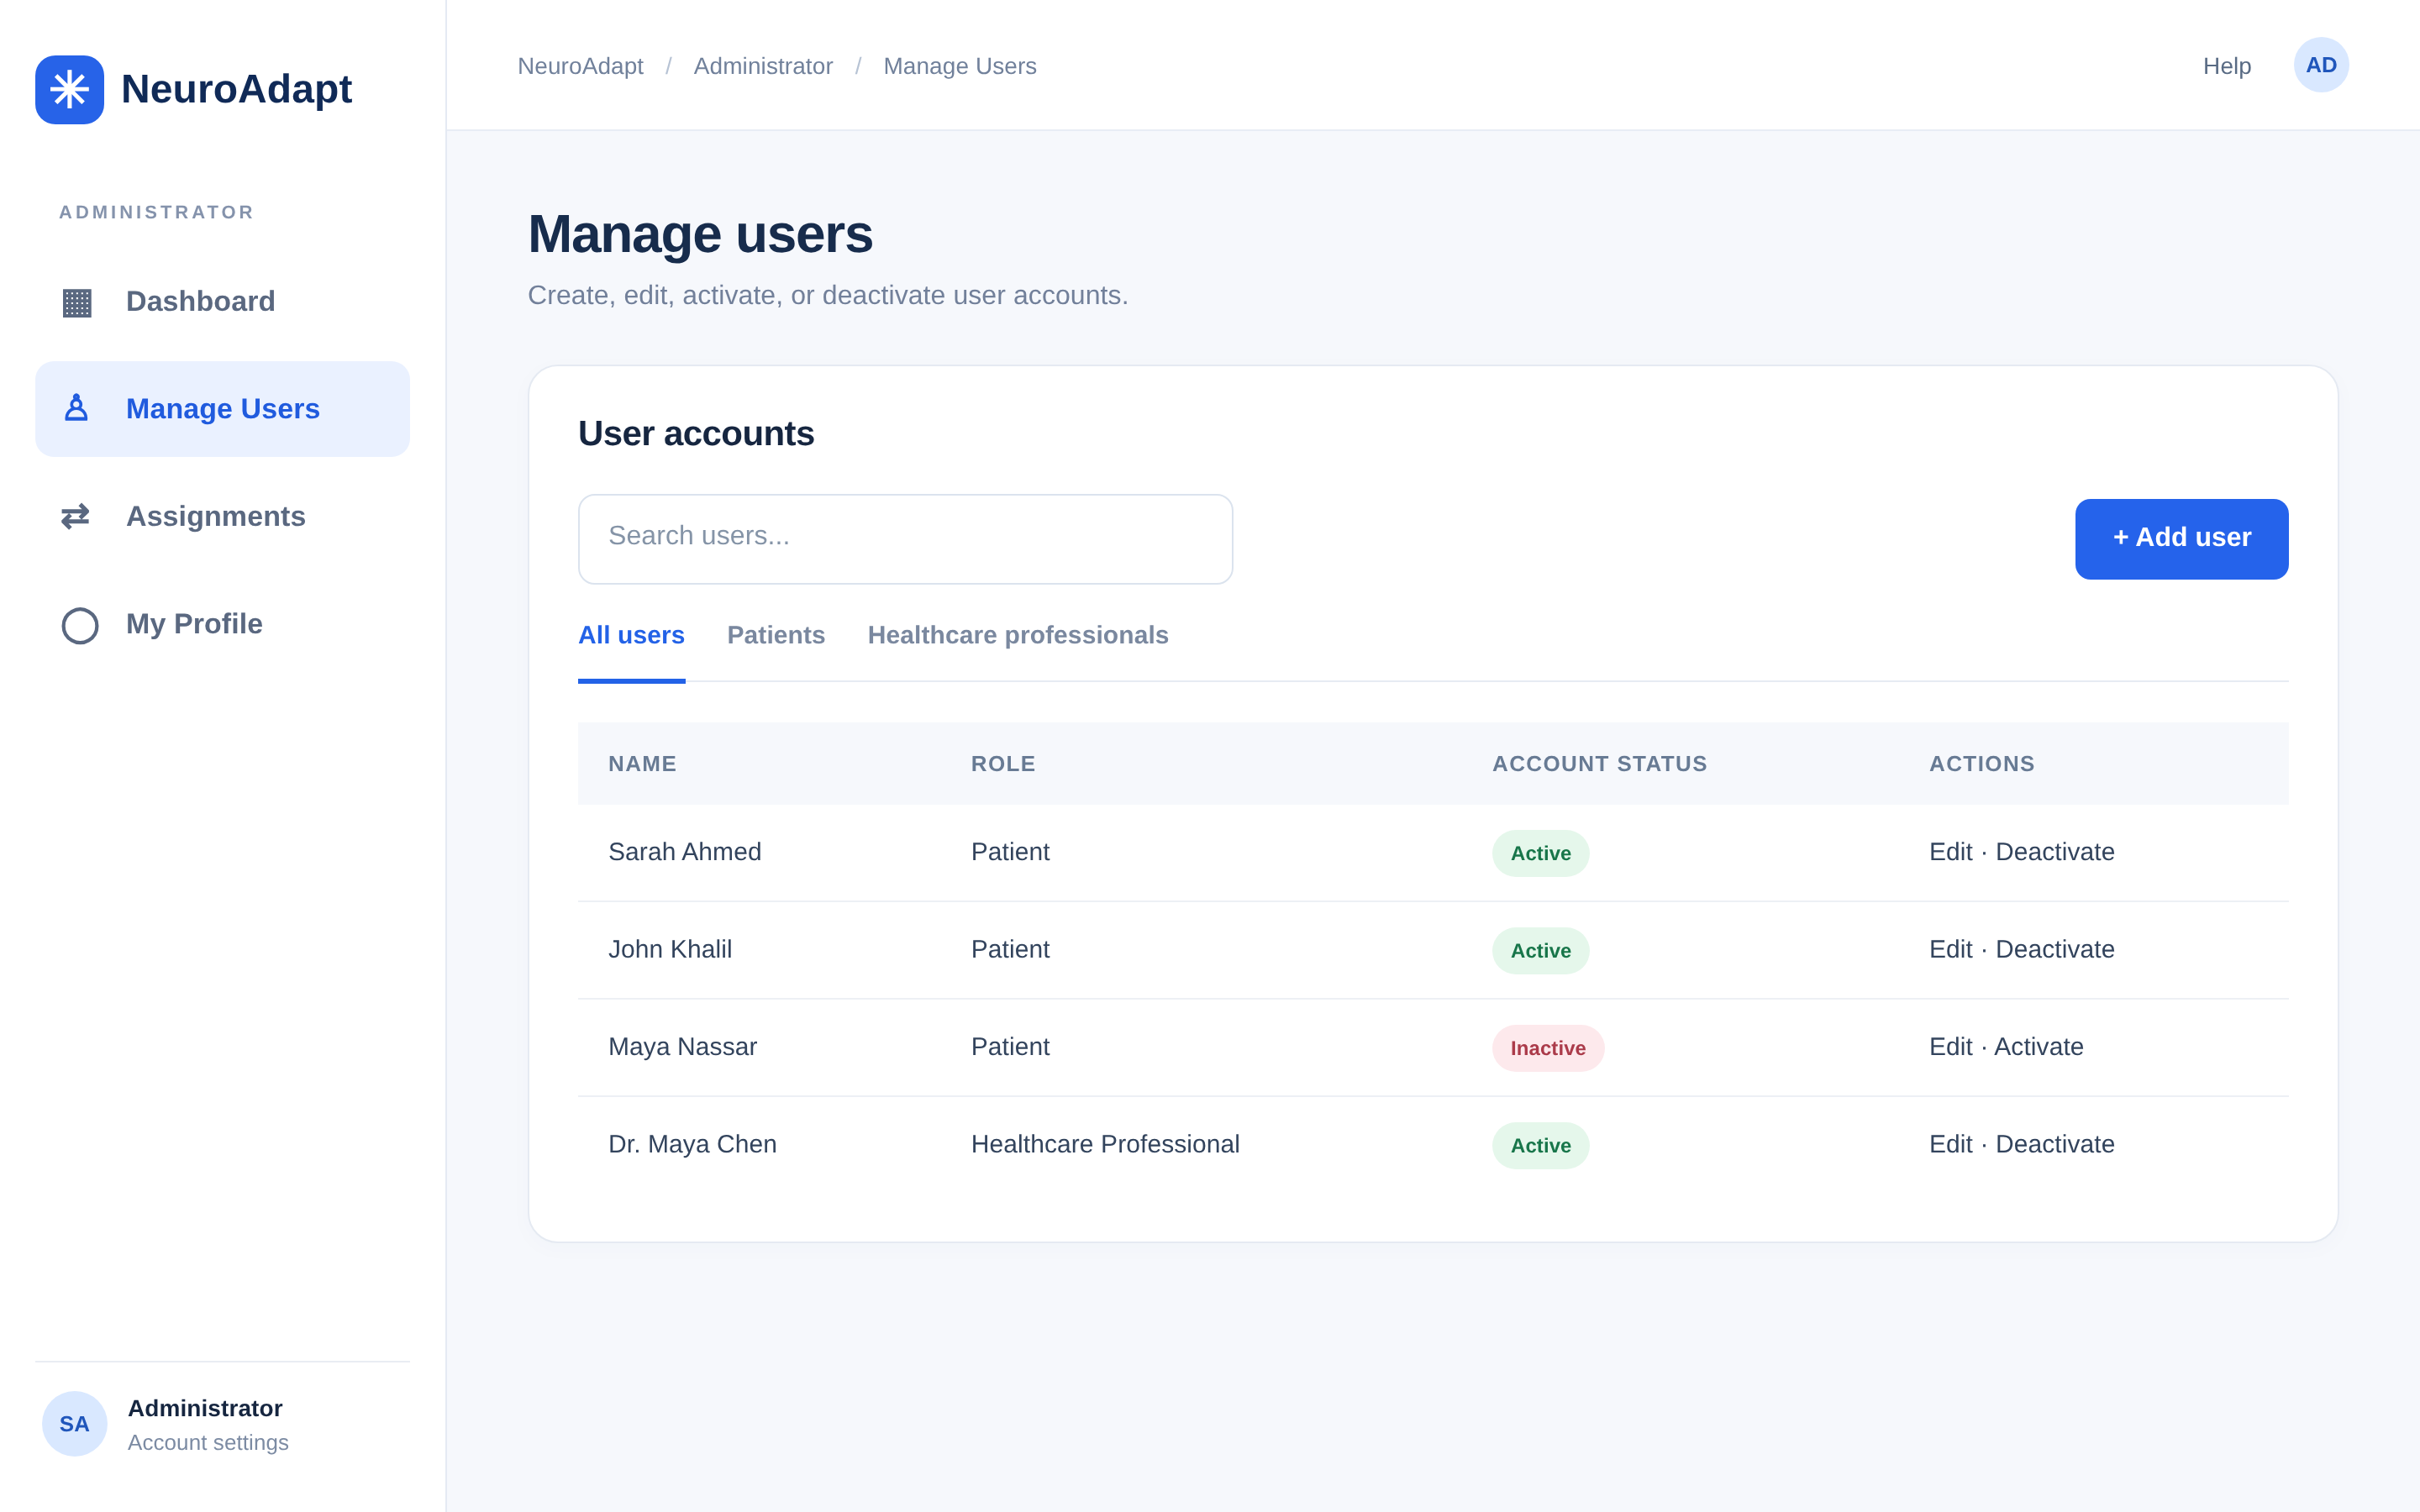 NeuroAdapt
ADMINISTRATOR
Dashboard
Manage Users
Assignments
My Profile
SA
Administrator
Account settings
NeuroAdapt / Administrator / Manage Users
Help
AD
Manage users
Create, edit, activate, or deactivate user accounts.
User accounts
Search users...
+ Add user
All users Patients Healthcare professionals
NAME ROLE ACCOUNT STATUS ACTIONS
Sarah Ahmed Patient Active Edit · Deactivate
John Khalil Patient Active Edit · Deactivate
Maya Nassar Patient Inactive Edit · Activate
Dr. Maya Chen Healthcare Professional Active Edit · Deactivate